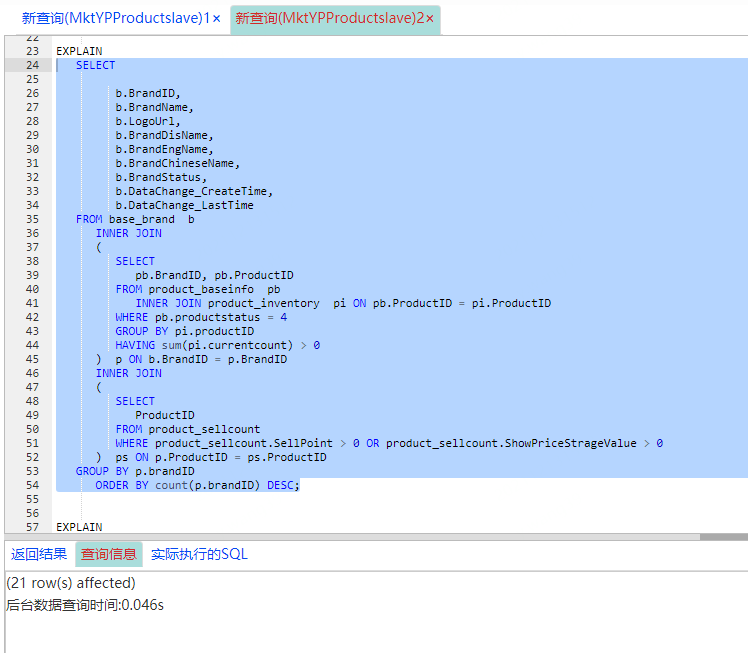 新查询(MktYPProductslave)1× 新查询(MktYPProductslave)2×
22
23 EXPLAIN
24 SELECT
25
26 b.BrandID,
27 b.BrandName,
28 b.LogoUrl,
29 b.BrandDisName,
30 b.BrandEngName,
31 b.BrandChineseName,
32 b.BrandStatus,
33 b.DataChange_CreateTime,
34 b.DataChange_LastTime
35 FROM base_brand b
36 INNER JOIN
37 (
38 SELECT
39 pb.BrandID, pb.ProductID
40 FROM product_baseinfo pb
41 INNER JOIN product_inventory pi ON pb.ProductID = pi.ProductID
42 WHERE pb.productstatus = 4
43 GROUP BY pi.productID
44 HAVING sum(pi.currentcount) > 0
45 ) p ON b.BrandID = p.BrandID
46 INNER JOIN
47 (
48 SELECT
49 ProductID
50 FROM product_sellcount
51 WHERE product_sellcount.SellPoint > 0 OR product_sellcount.ShowPriceStrageValue > 0
52 ) ps ON p.ProductID = ps.ProductID
53 GROUP BY p.brandID
54 ORDER BY count(p.brandID) DESC;
55
56
57 EXPLAIN
返回结果 查询信息 实际执行的SQL
(21 row(s) affected)
后台数据查询时间:0.046s